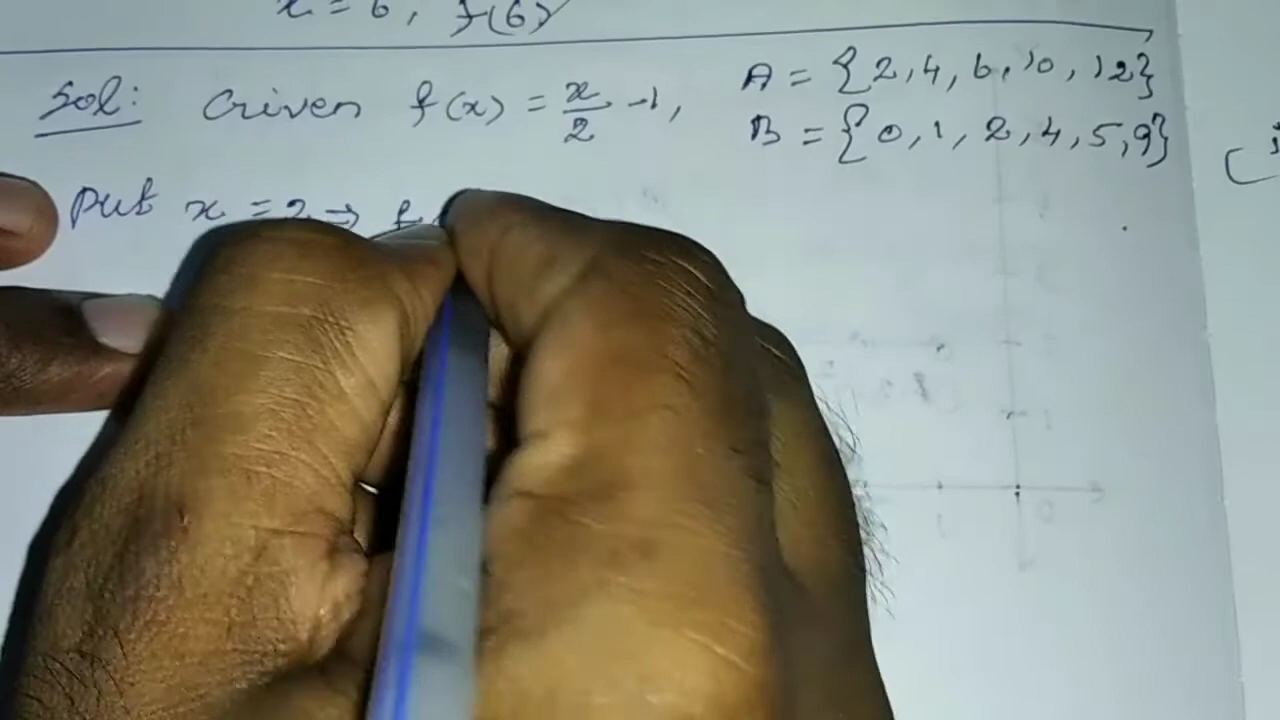 x = 6, f(6)
Sol: Given f(x) = x/2 - 1, A = {2, 4, 6, 10, 12}
B = {0, 1, 2, 4, 5, 9}
Put x = 2 ⇒ f